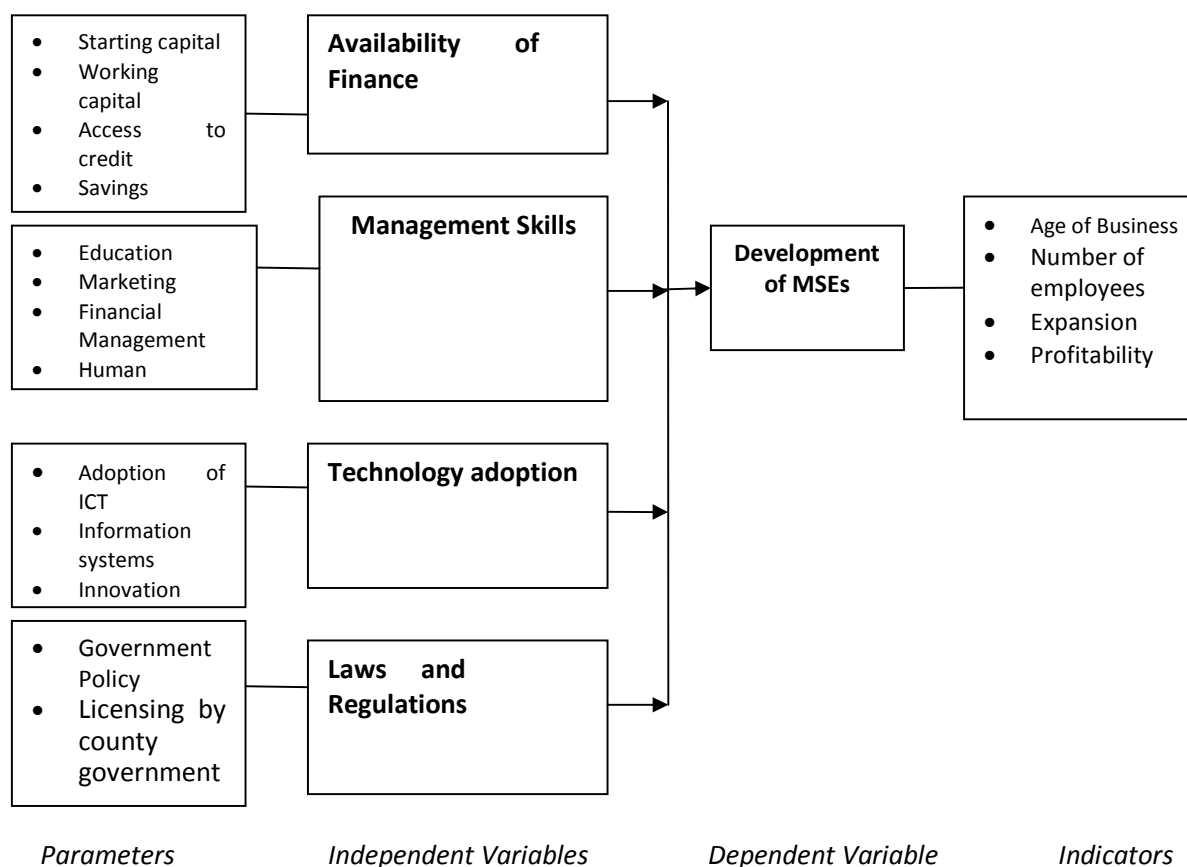 • Starting capital
• Working
capital
• Access to
credit
• Savings
Availability of
Finance
• Education
• Marketing
• Financial
Management
• Human
Management Skills
• Adoption of
ICT
• Information
systems
• Innovation
Technology adoption
• Government
Policy
• Licensing by
county
government
Laws and
Regulations
Development
of MSEs
• Age of Business
• Number of
employees
• Expansion
• Profitability
Parameters
Independent Variables
Dependent Variable
Indicators